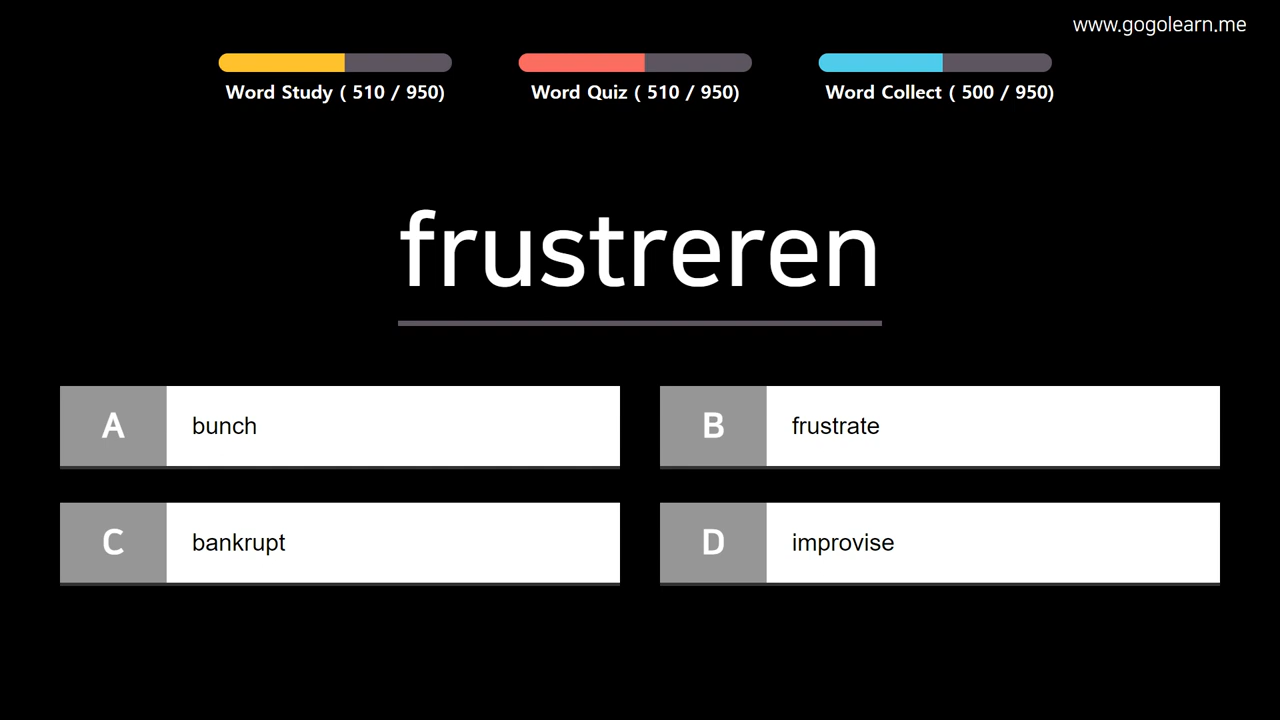 www.gogolearn.me
Word Study ( 510 / 950)
Word Quiz ( 510 / 950)
Word Collect ( 500 / 950)
frustreren
A bunch
B frustrate
C bankrupt
D improvise